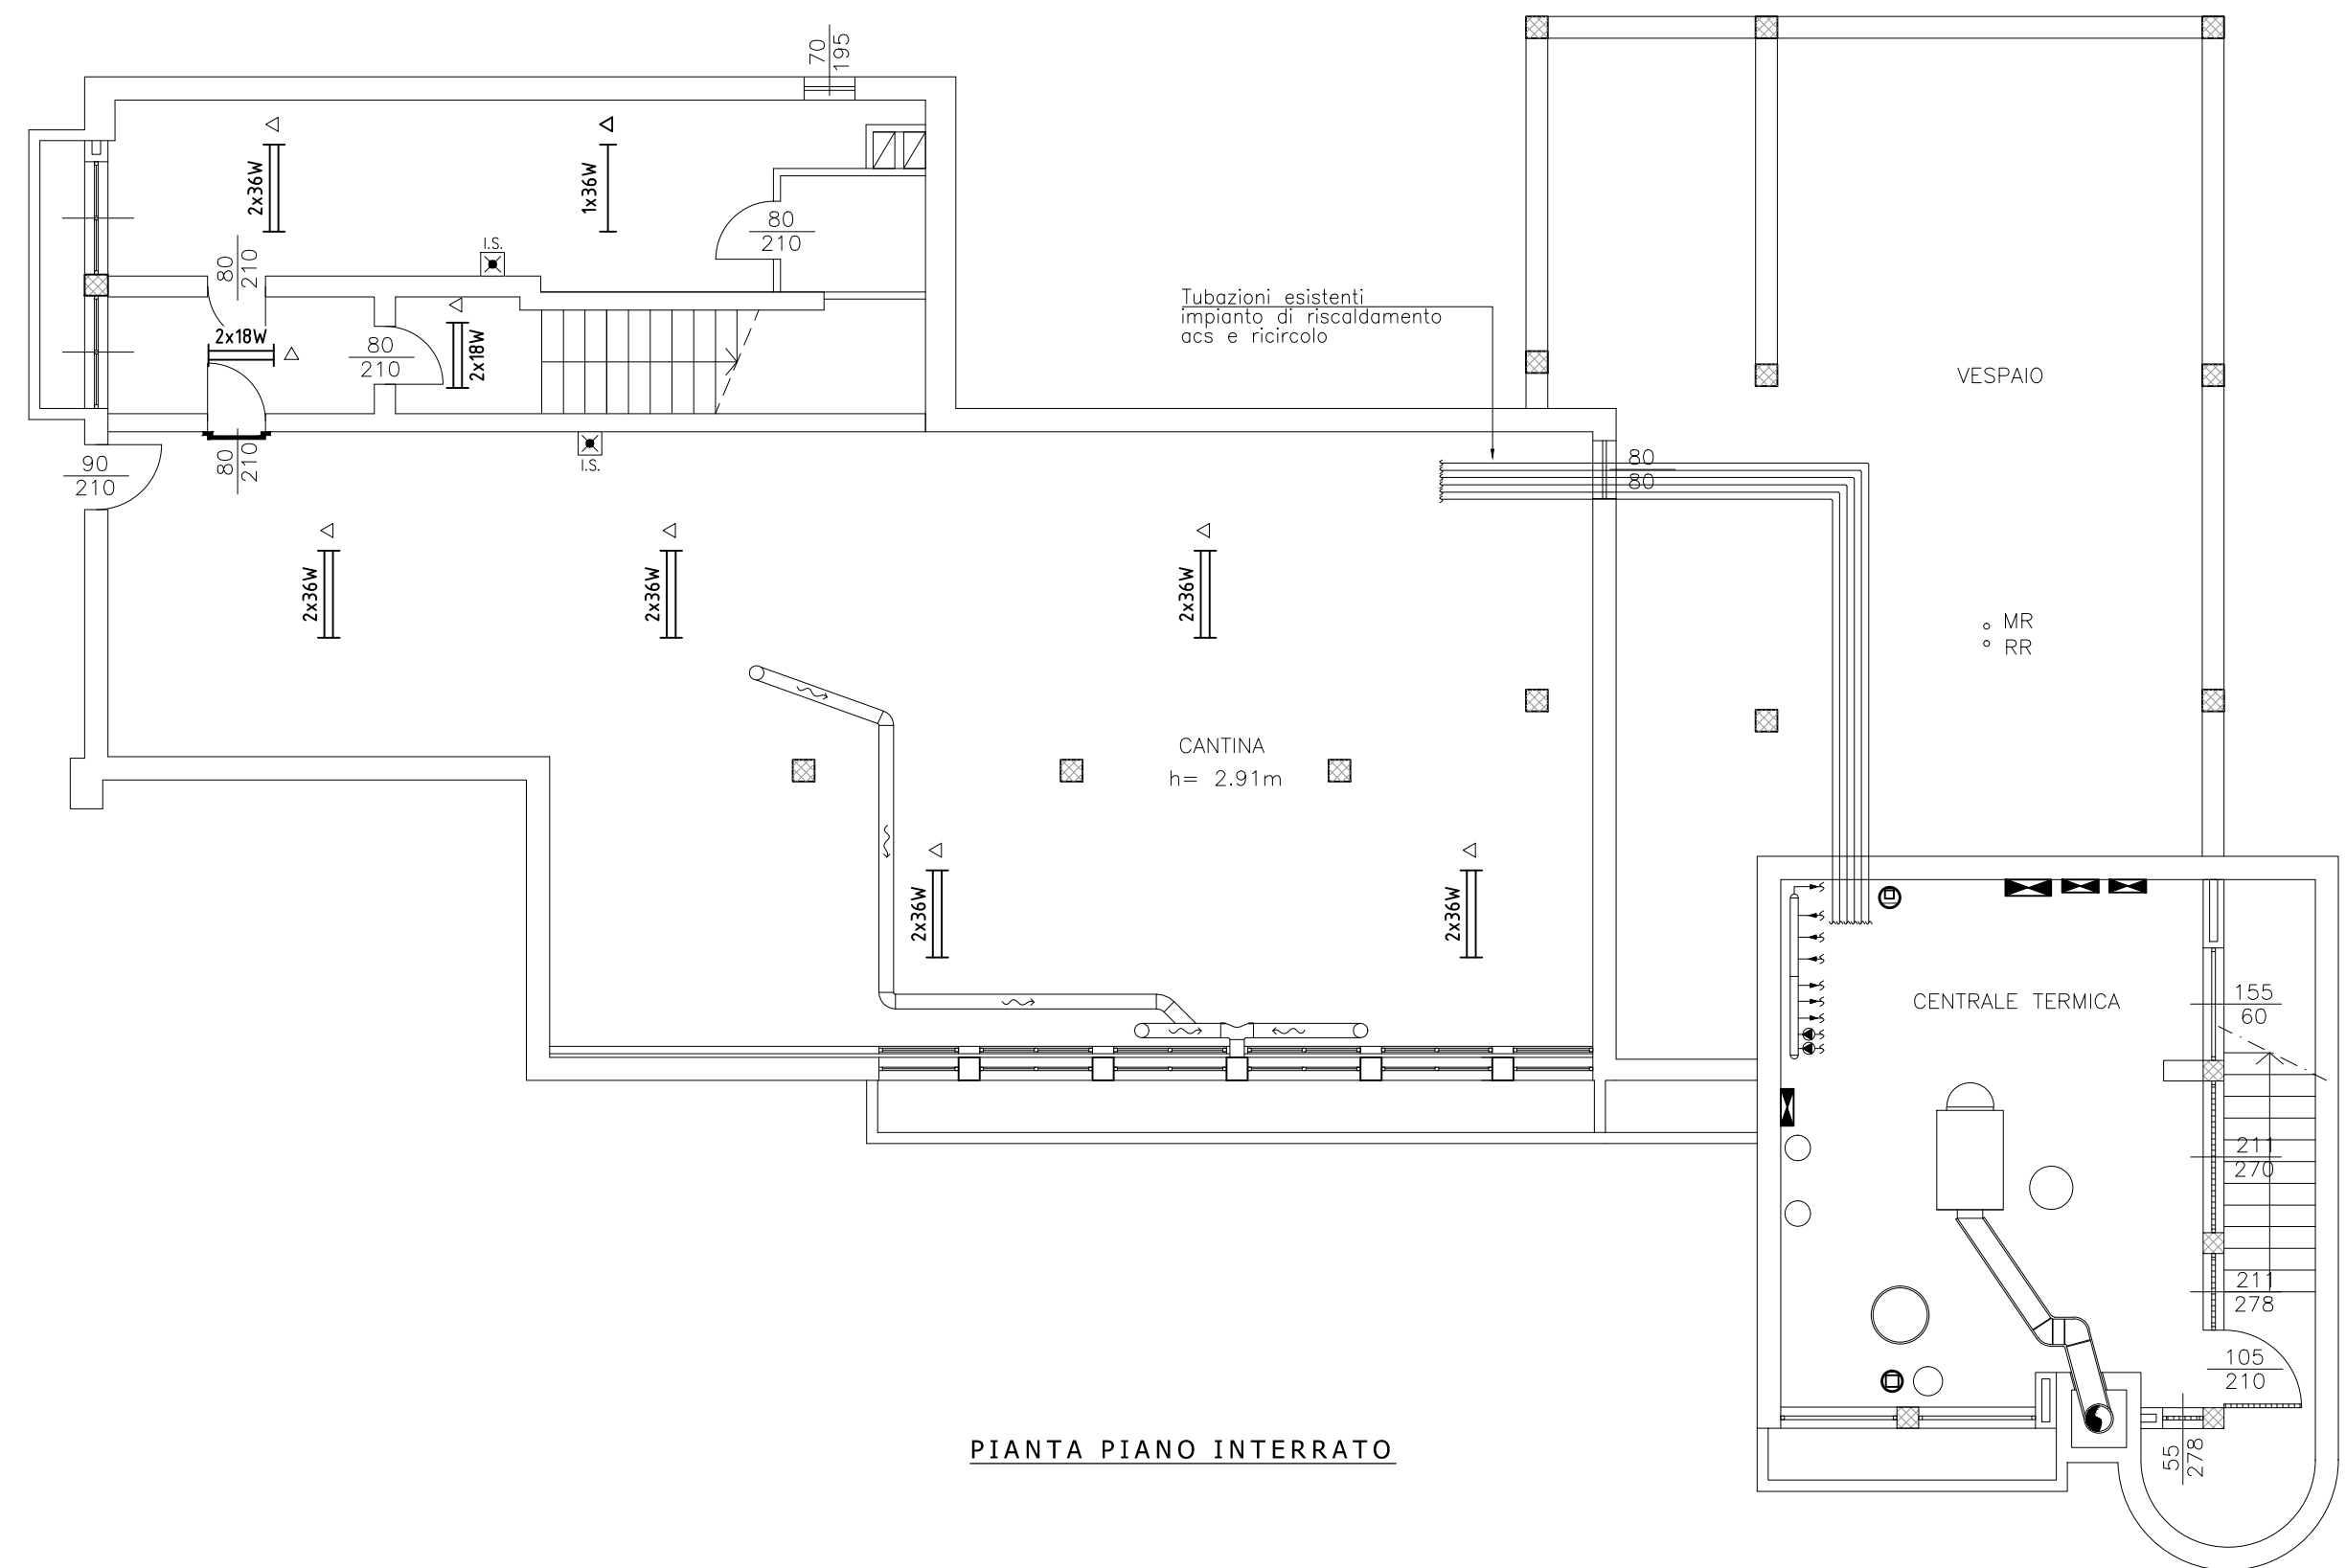 70
195
2x36W
1x36W
80
210
I.S.
80
210
2x18W
80
210
2x18W
Tubazioni esistenti
impianto di riscaldamento
acs e ricircolo
VESPAIO
90
210
80
210
I.S.
80
80
2x36W
2x36W
2x36W
MR
RR
CANTINA
h= 2.91m
2x36W
2x36W
CENTRALE TERMICA
155
60
211
270
211
278
105
210
55
278
PIANTA PIANO INTERRATO